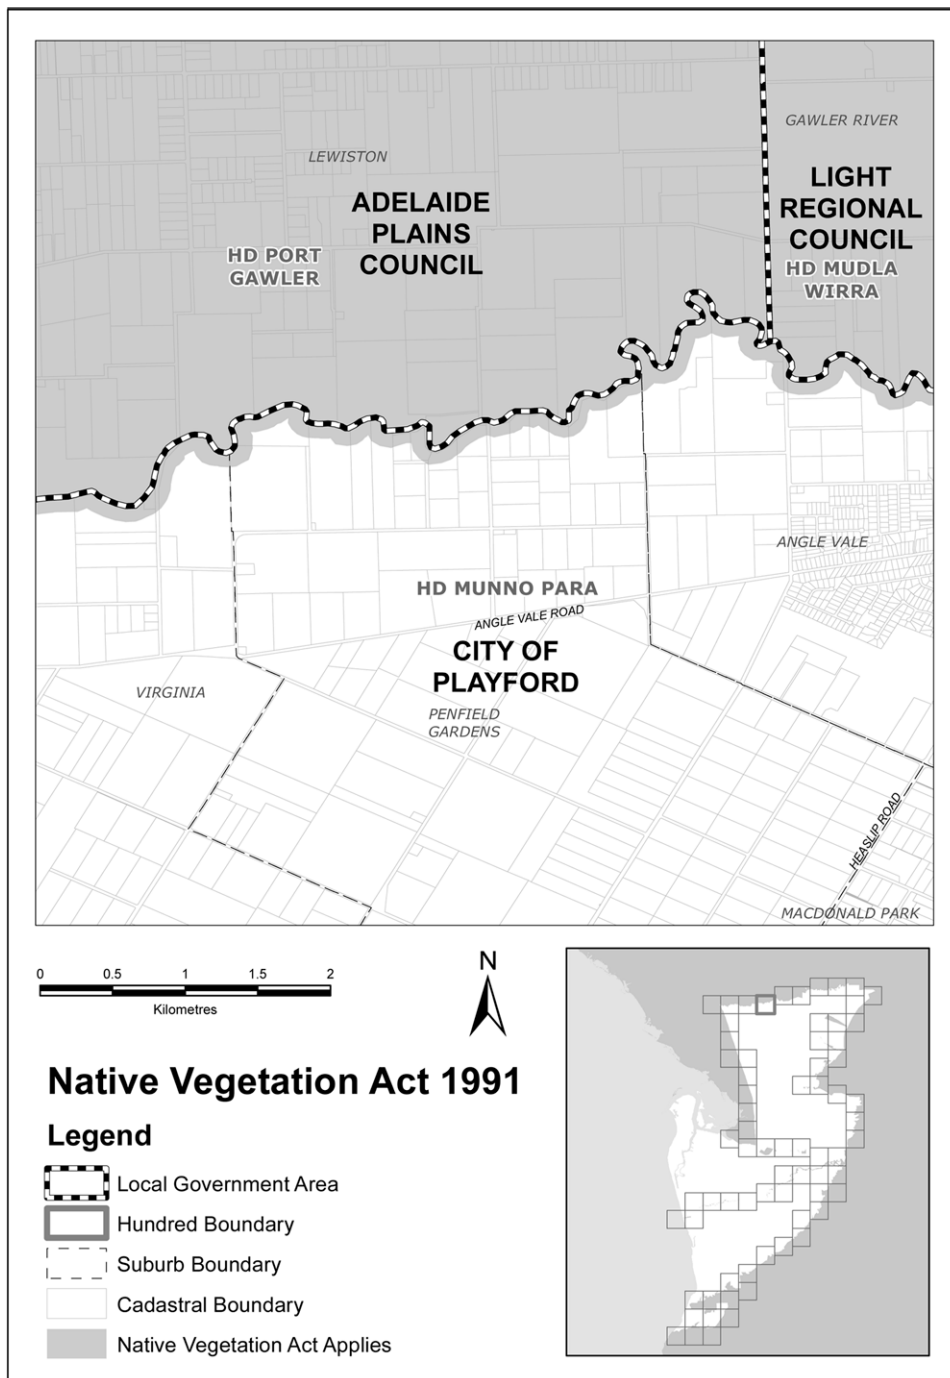 GAWLER RIVER
LEWISTON
LIGHT
REGIONAL
COUNCIL
ADELAIDE
PLAINS
COUNCIL
HD PORT
GAWLER
HD MUDLA
WIRRA
ANGLE VALE
HD MUNNO PARA
ANGLE VALE ROAD
CITY OF
PLAYFORD
VIRGINIA
PENFIELD
GARDENS
HEASLIP ROAD
MACDONALD PARK
0 0.5 1 1.5 2
Kilometres
N
Native Vegetation Act 1991
Legend
Local Government Area
Hundred Boundary
Suburb Boundary
Cadastral Boundary
Native Vegetation Act Applies